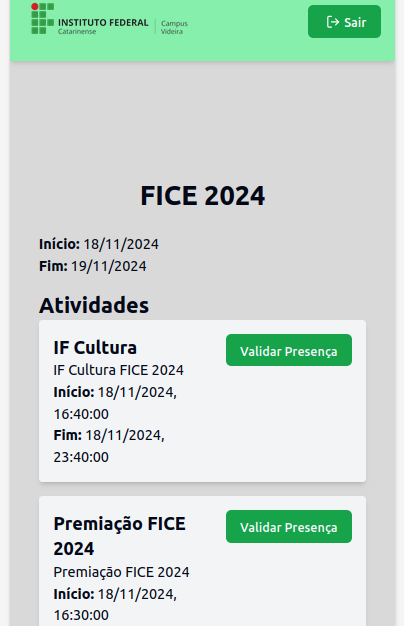 INSTITUTO FEDERAL
Catarinense
Campus
Videira
Sair
FICE 2024
Início: 18/11/2024
Fim: 19/11/2024
Atividades
IF Cultura
Validar Presença
IF Cultura FICE 2024
Início: 18/11/2024,
16:40:00
Fim: 18/11/2024,
23:40:00
Premiação FICE
2024
Validar Presença
Premiação FICE 2024
Início: 18/11/2024,
16:30:00